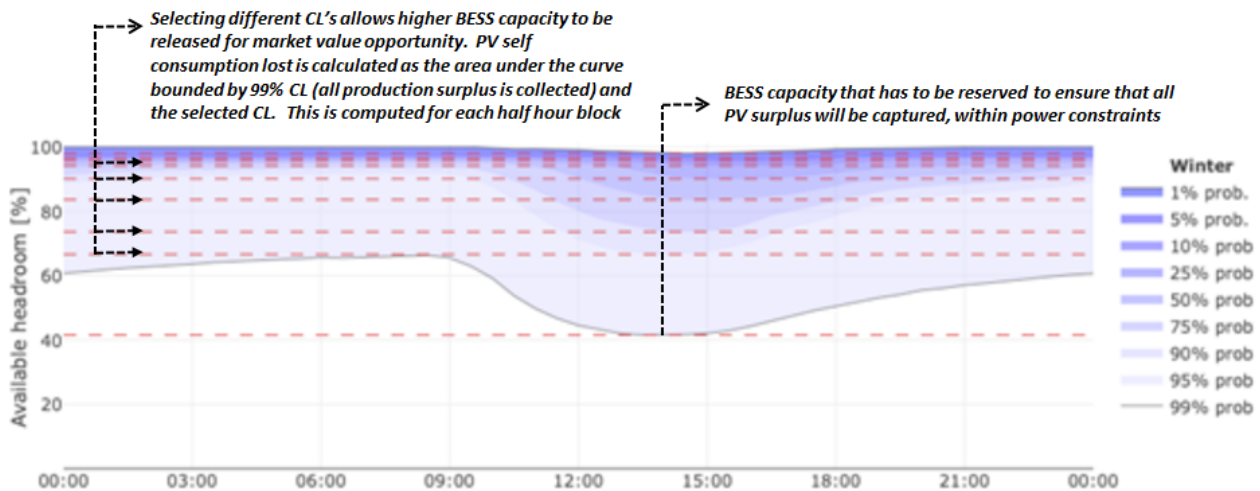 Selecting different CL's allows higher BESS capacity to be
released for market value opportunity. PV self
consumption lost is calculated as the area under the curve
bounded by 99% CL (all production surplus is collected) and
the selected CL. This is computed for each half hour block
BESS capacity that has to be reserved to ensure that all
PV surplus will be captured, within power constraints
Available headroom [%]
100
80
60
40
20
00:00 03:00 06:00 09:00 12:00 15:00 18:00 21:00 00:00
Winter
1% prob.
5% prob.
10% prob
25% prob
50% prob
75% prob
90% prob
95% prob
99% prob